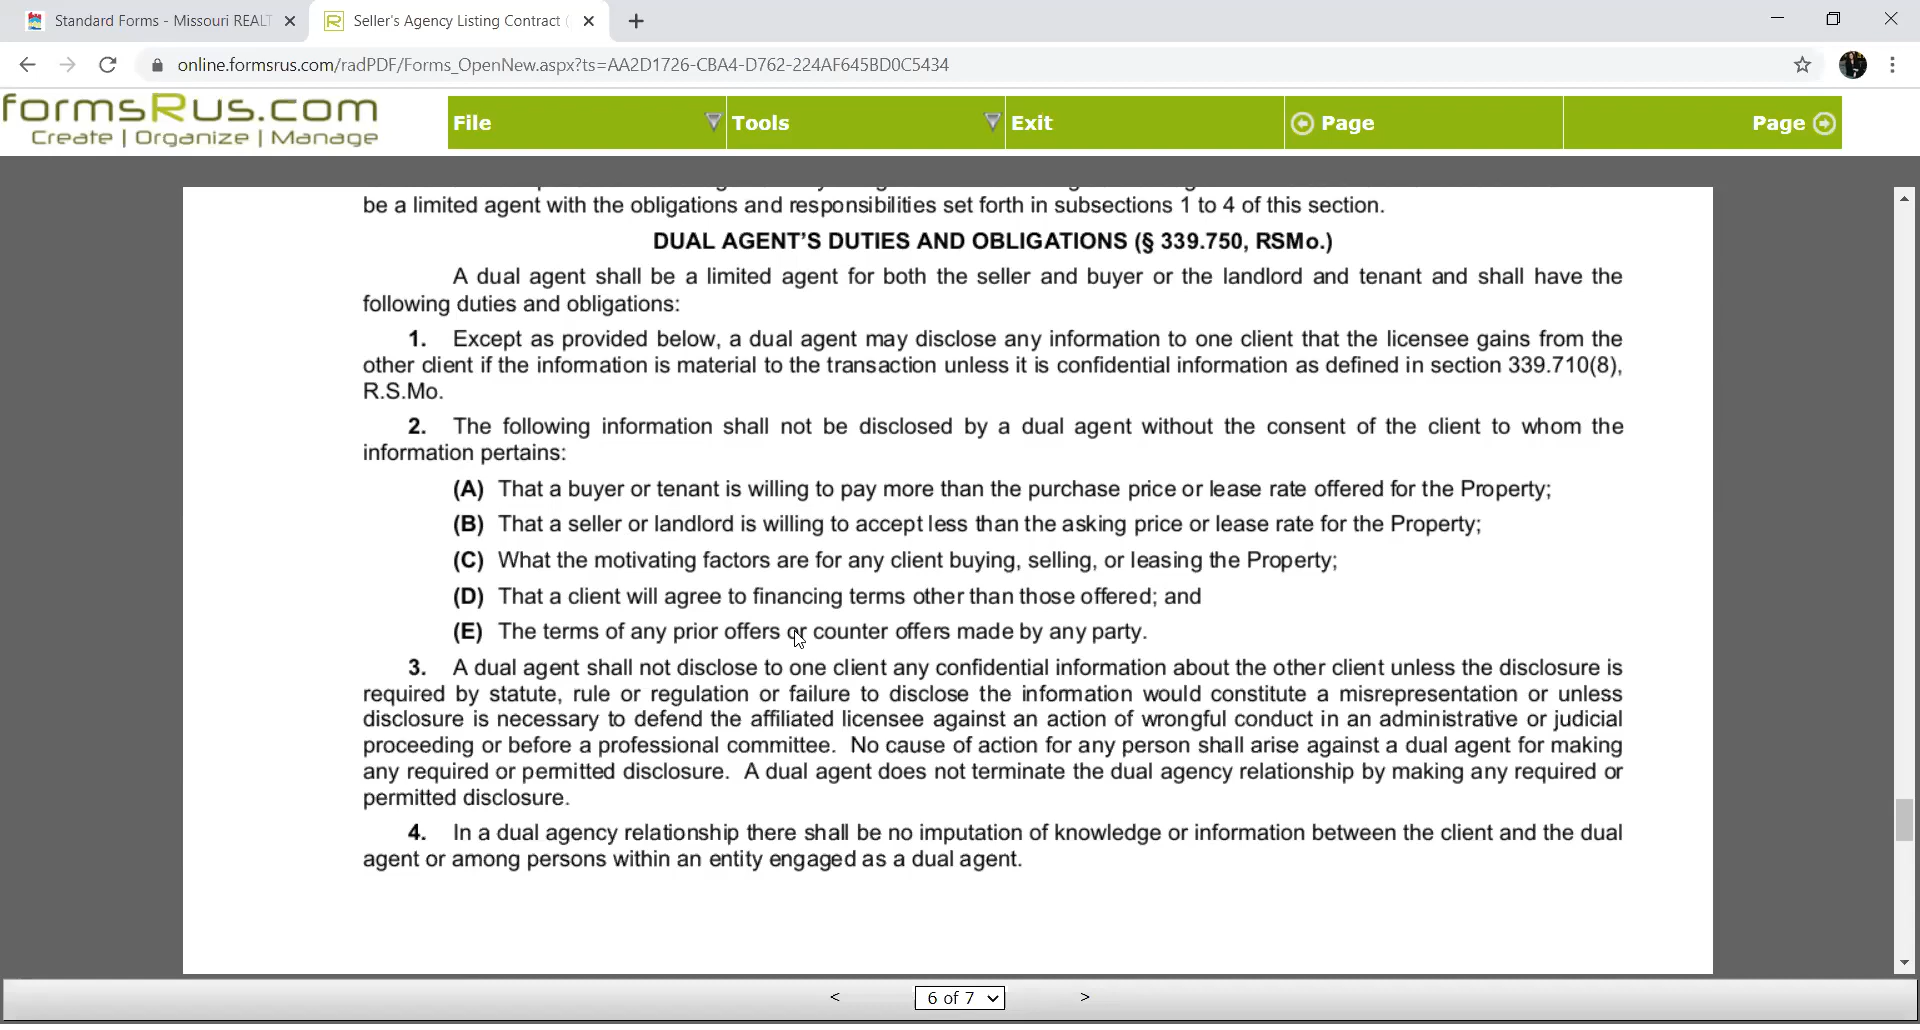 Standard Forms - Missouri REALT
Seller's Agency Listing Contract (
online.formsrus.com/radPDF/Forms_OpenNew.aspx?ts=AA2D1726-CBA4-D762-224AF645BD0C5434
formsRus.com
Create | Organize | Manage
File
Tools
Exit
Page
Page
be a limited agent with the obligations and responsibilities set forth in subsections 1 to 4 of this section.
DUAL AGENT'S DUTIES AND OBLIGATIONS (§ 339.750, RSMo.)
A dual agent shall be a limited agent for both the seller and buyer or the landlord and tenant and shall have the
following duties and obligations:
1. Except as provided below, a dual agent may disclose any information to one client that the licensee gains from the
other client if the information is material to the transaction unless it is confidential information as defined in section 339.710(8),
R.S.Mo.
2. The following information shall not be disclosed by a dual agent without the consent of the client to whom the
information pertains:
(A) That a buyer or tenant is willing to pay more than the purchase price or lease rate offered for the Property;
(B) That a seller or landlord is willing to accept less than the asking price or lease rate for the Property;
(C) What the motivating factors are for any client buying, selling, or leasing the Property;
(D) That a client will agree to financing terms other than those offered; and
(E) The terms of any prior offers or counter offers made by any party.
3. A dual agent shall not disclose to one client any confidential information about the other client unless the disclosure is
required by statute, rule or regulation or failure to disclose the information would constitute a misrepresentation or unless
disclosure is necessary to defend the affiliated licensee against an action of wrongful conduct in an administrative or judicial
proceeding or before a professional committee. No cause of action for any person shall arise against a dual agent for making
any required or permitted disclosure. A dual agent does not terminate the dual agency relationship by making any required or
permitted disclosure.
4. In a dual agency relationship there shall be no imputation of knowledge or information between the client and the dual
agent or among persons within an entity engaged as a dual agent.
< 6 of 7 >